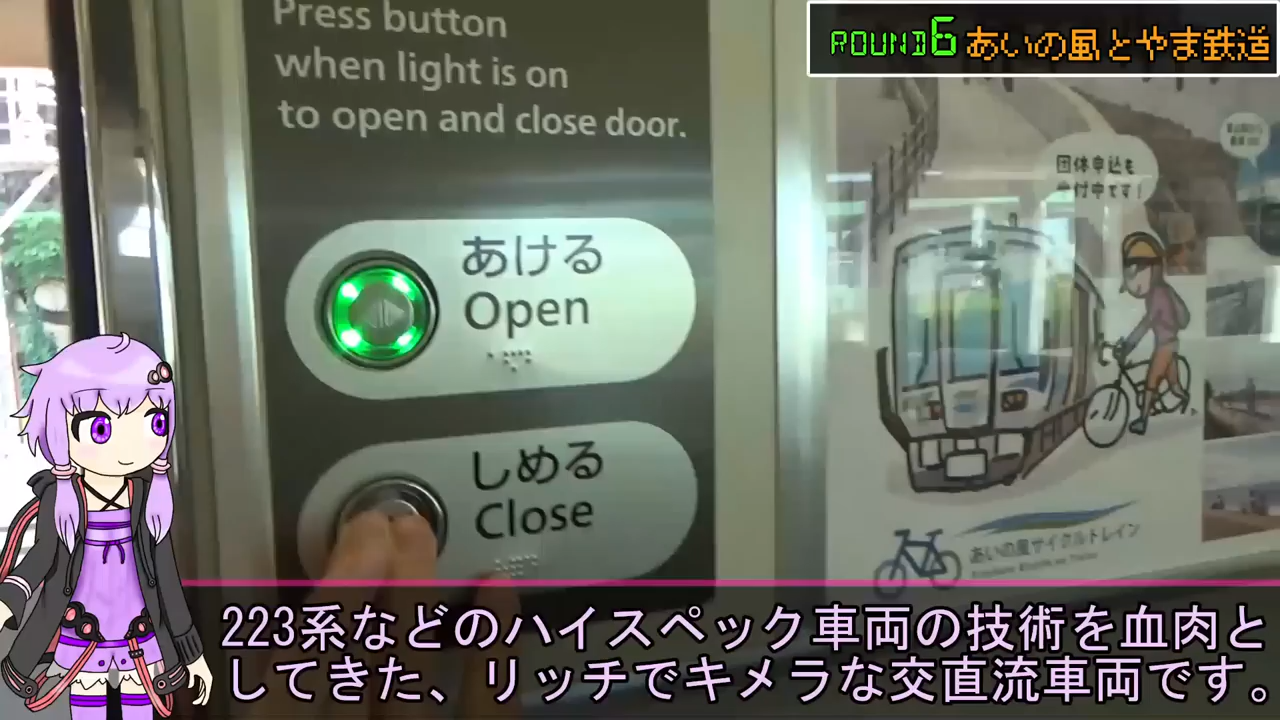 Press button
when light is on
to open and close door.
ROUND6 あいの風とやま鉄道
団体申込も
受付中です!
あける
Open
しめる
Close
あいの風サイクルトレイン
223系などのハイスペック車両の技術を血肉と
してきた、リッチでキメラな交直流車両です。